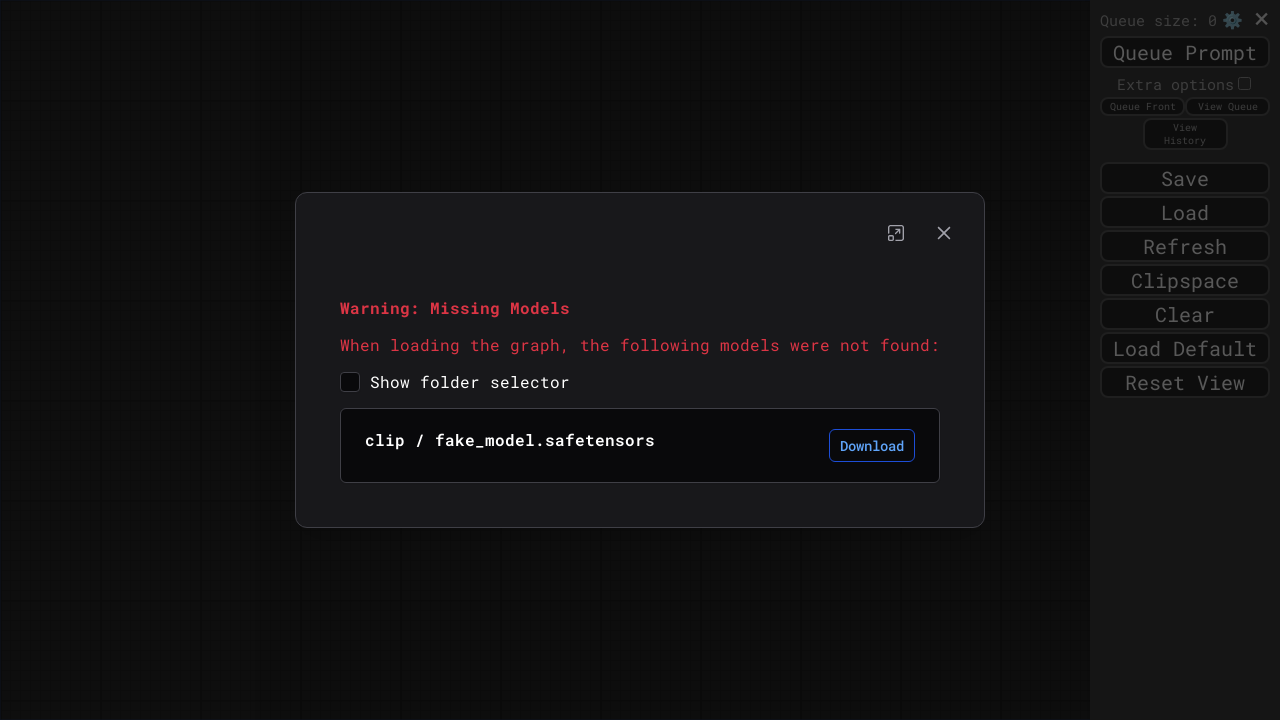 Queue size: 0
Queue Prompt
Extra options
Queue Front
View Queue
View
History
Save
Load
Refresh
Clipspace
Clear
Load Default
Reset View
Warning: Missing Models
When loading the graph, the following models were not found:
Show folder selector
clip / fake_model.safetensors
Download